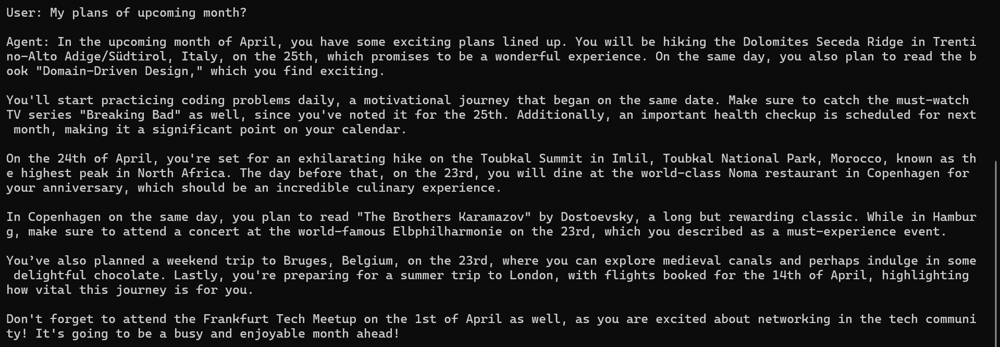 User: My plans of upcoming month?
Agent: In the upcoming month of April, you have some exciting plans lined up. You will be hiking the Dolomites Seceda Ridge in Trenti
no-Alto Adige/Südtirol, Italy, on the 25th, which promises to be a wonderful experience. On the same day, you also plan to read the b
ook "Domain-Driven Design," which you find exciting.
You'll start practicing coding problems daily, a motivational journey that began on the same date. Make sure to catch the must-watch
TV series "Breaking Bad" as well, since you've noted it for the 25th. Additionally, an important health checkup is scheduled for next
 month, making it a significant point on your calendar.
On the 24th of April, you're set for an exhilarating hike on the Toubkal Summit in Imlil, Toubkal National Park, Morocco, known as th
e highest peak in North Africa. The day before that, on the 23rd, you will dine at the world-class Noma restaurant in Copenhagen for
your anniversary, which should be an incredible culinary experience.
In Copenhagen on the same day, you plan to read "The Brothers Karamazov" by Dostoevsky, a long but rewarding classic. While in Hambur
g, make sure to attend a concert at the world-famous Elbphilharmonie on the 23rd, which you described as a must-experience event.
You’ve also planned a weekend trip to Bruges, Belgium, on the 23rd, where you can explore medieval canals and perhaps indulge in some
 delightful chocolate. Lastly, you're preparing for a summer trip to London, with flights booked for the 14th of April, highlighting
how vital this journey is for you.
Don't forget to attend the Frankfurt Tech Meetup on the 1st of April as well, as you are excited about networking in the tech communi
ty! It's going to be a busy and enjoyable month ahead!